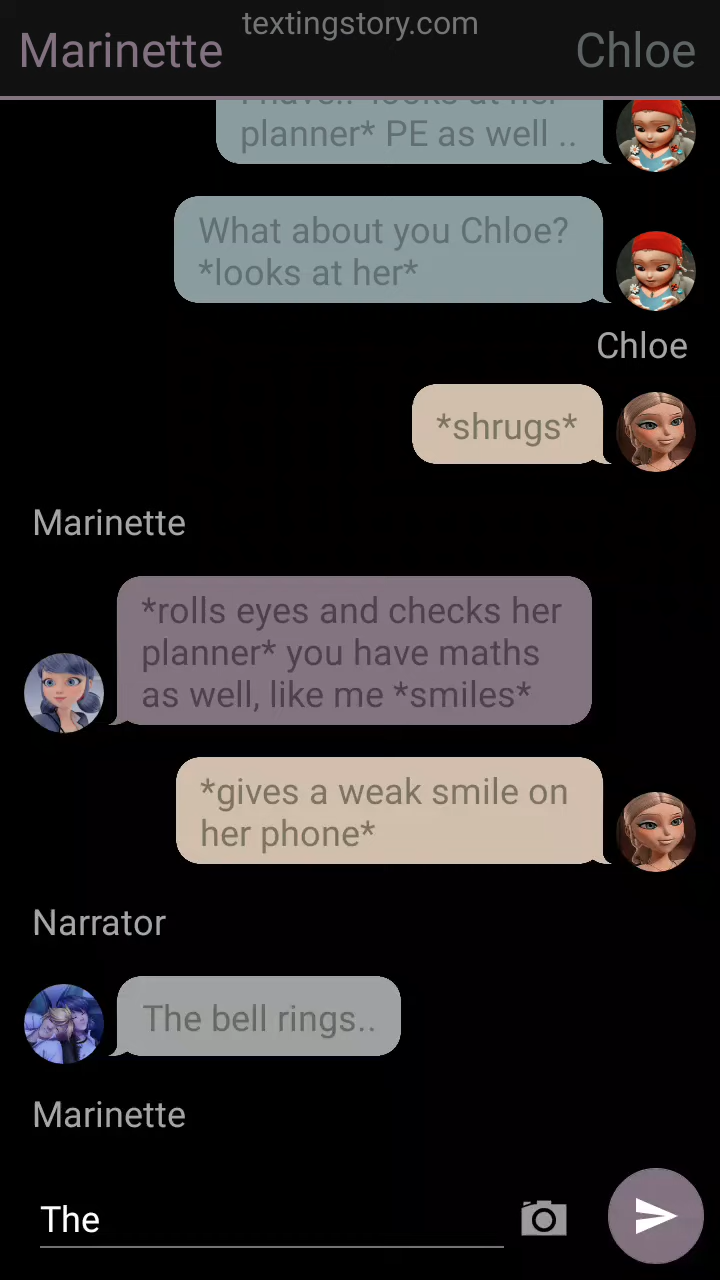 textingstory.com
Marinette
Chloe
planner* PE as well ..
What about you Chloe?
*looks at her*
Chloe
*shrugs*
Marinette
*rolls eyes and checks her
planner* you have maths
as well, like me *smiles*
*gives a weak smile on
her phone*
Narrator
The bell rings..
Marinette
The